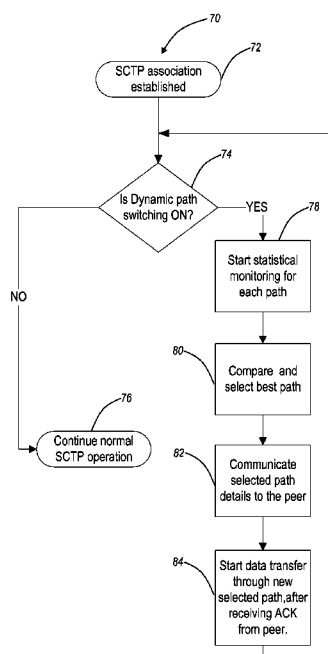 70
SCTP association
established
72
74
Is Dynamic path
switching ON?
YES
78
Start statistical
monitoring for
each path
NO
80
Compare and
select best path
76
Continue normal
SCTP operation
82
Communicate
selected path
details to the peer
84
Start data transfer
through new
selected path,after
receiving ACK
from peer.